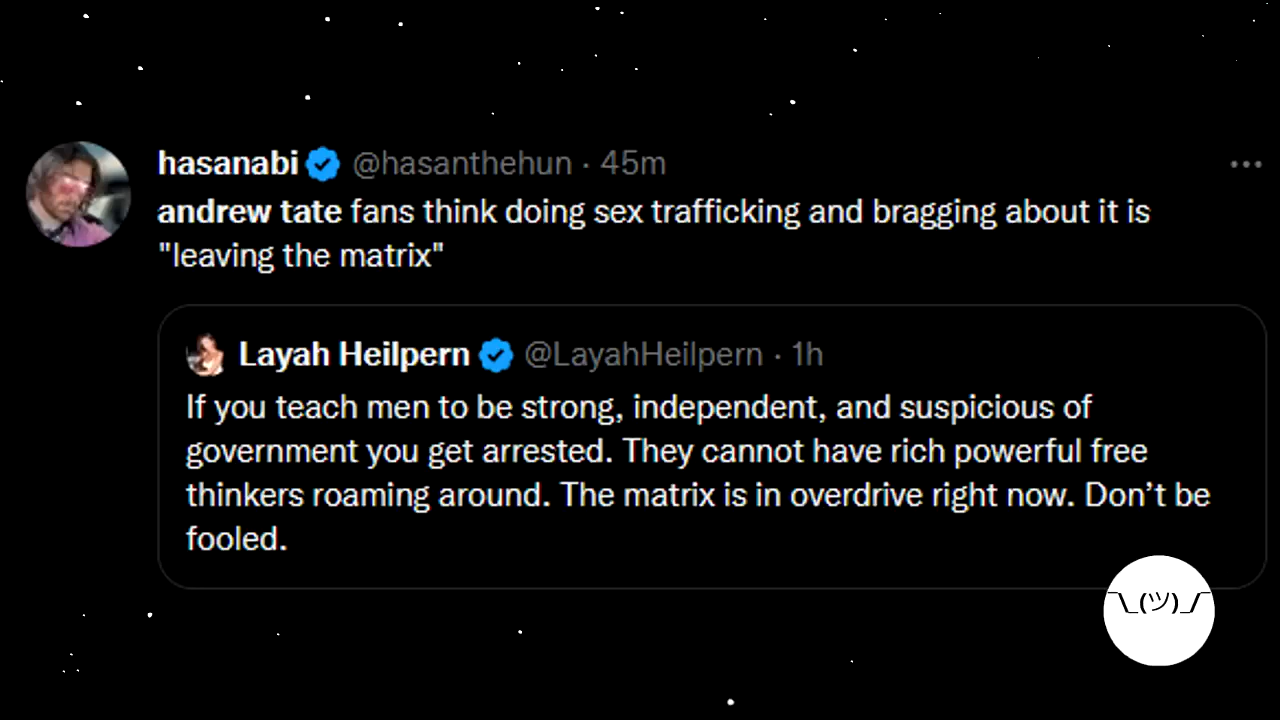 hasanabi @hasanthehun · 45m
andrew tate fans think doing sex trafficking and bragging about it is
"leaving the matrix"
Layah Heilpern @LayahHeilpern · 1h
If you teach men to be strong, independent, and suspicious of
government you get arrested. They cannot have rich powerful free
thinkers roaming around. The matrix is in overdrive right now. Don’t be
fooled.
¯\_(ツ)_/¯